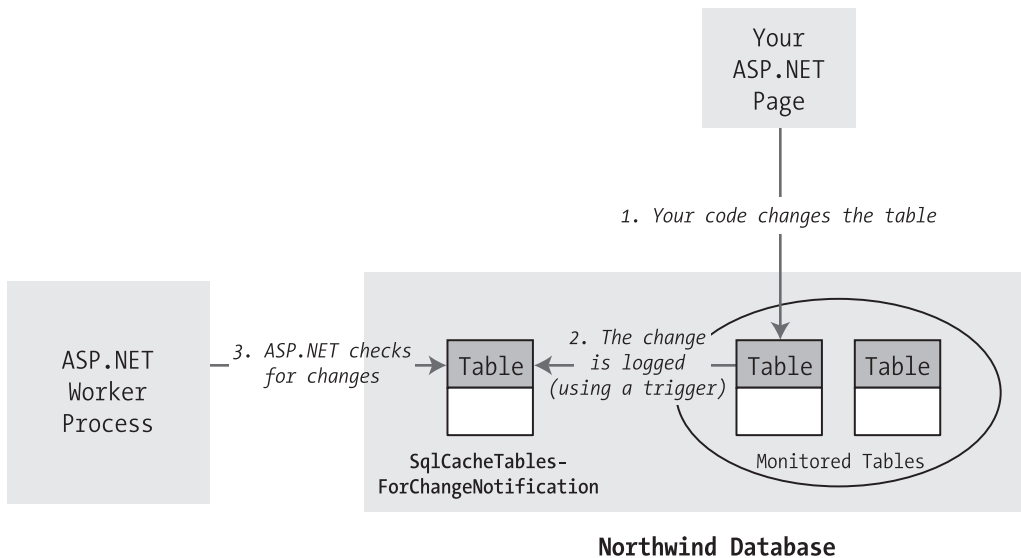 Your
ASP.NET
Page
1. Your code changes the table
ASP.NET
Worker
Process
3. ASP.NET checks
for changes
Table
2. The change
is logged
(using a trigger)
Table
Table
SqlCacheTables-
ForChangeNotification
Monitored Tables
Northwind Database